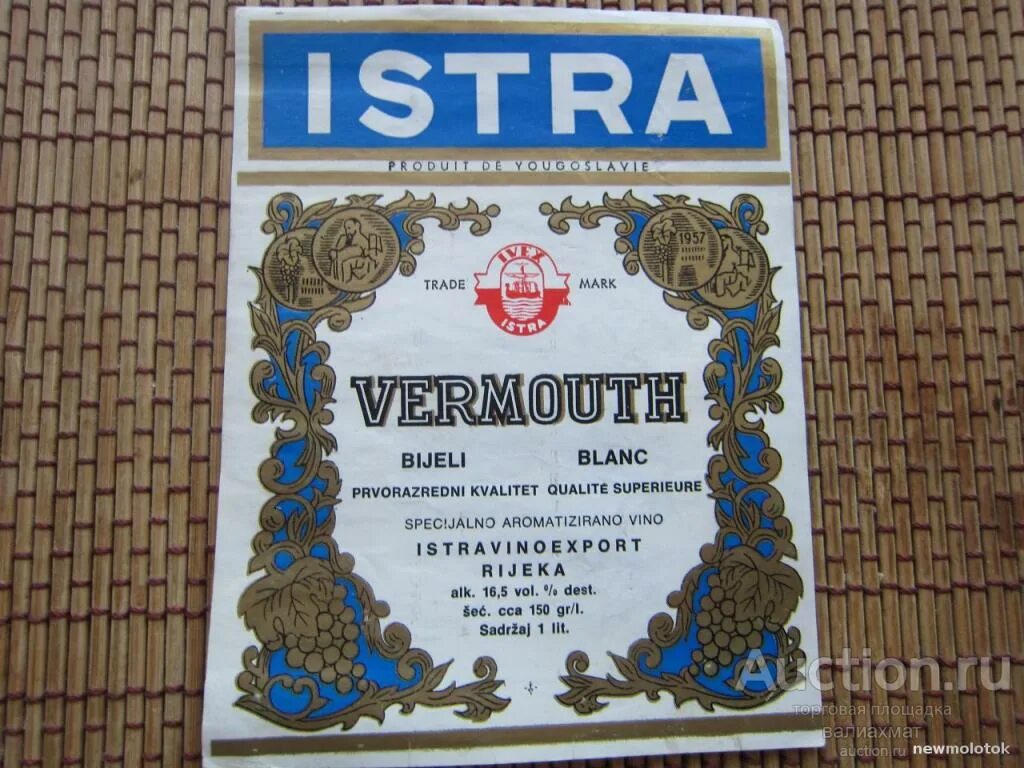 ISTRA
PRODUIT DE YOUGOSLAVIE
1957
IVEX
TRADE MARK
ISTRA
VERMOUTH
BIJELI BLANC
PRVORAZREDNI KVALITET QUALITÉ SUPERIEURE
SPECIJALNO AROMATIZIRANO VINO
ISTRAVINOEXPORT
RIJEKA
alk. 16,5 vol. % dest.
šeć. cca 150 gr/l.
Sadržaj 1 lit.
Auction.ru
торговая площадка
валиахмат
auction.ru newmolotok